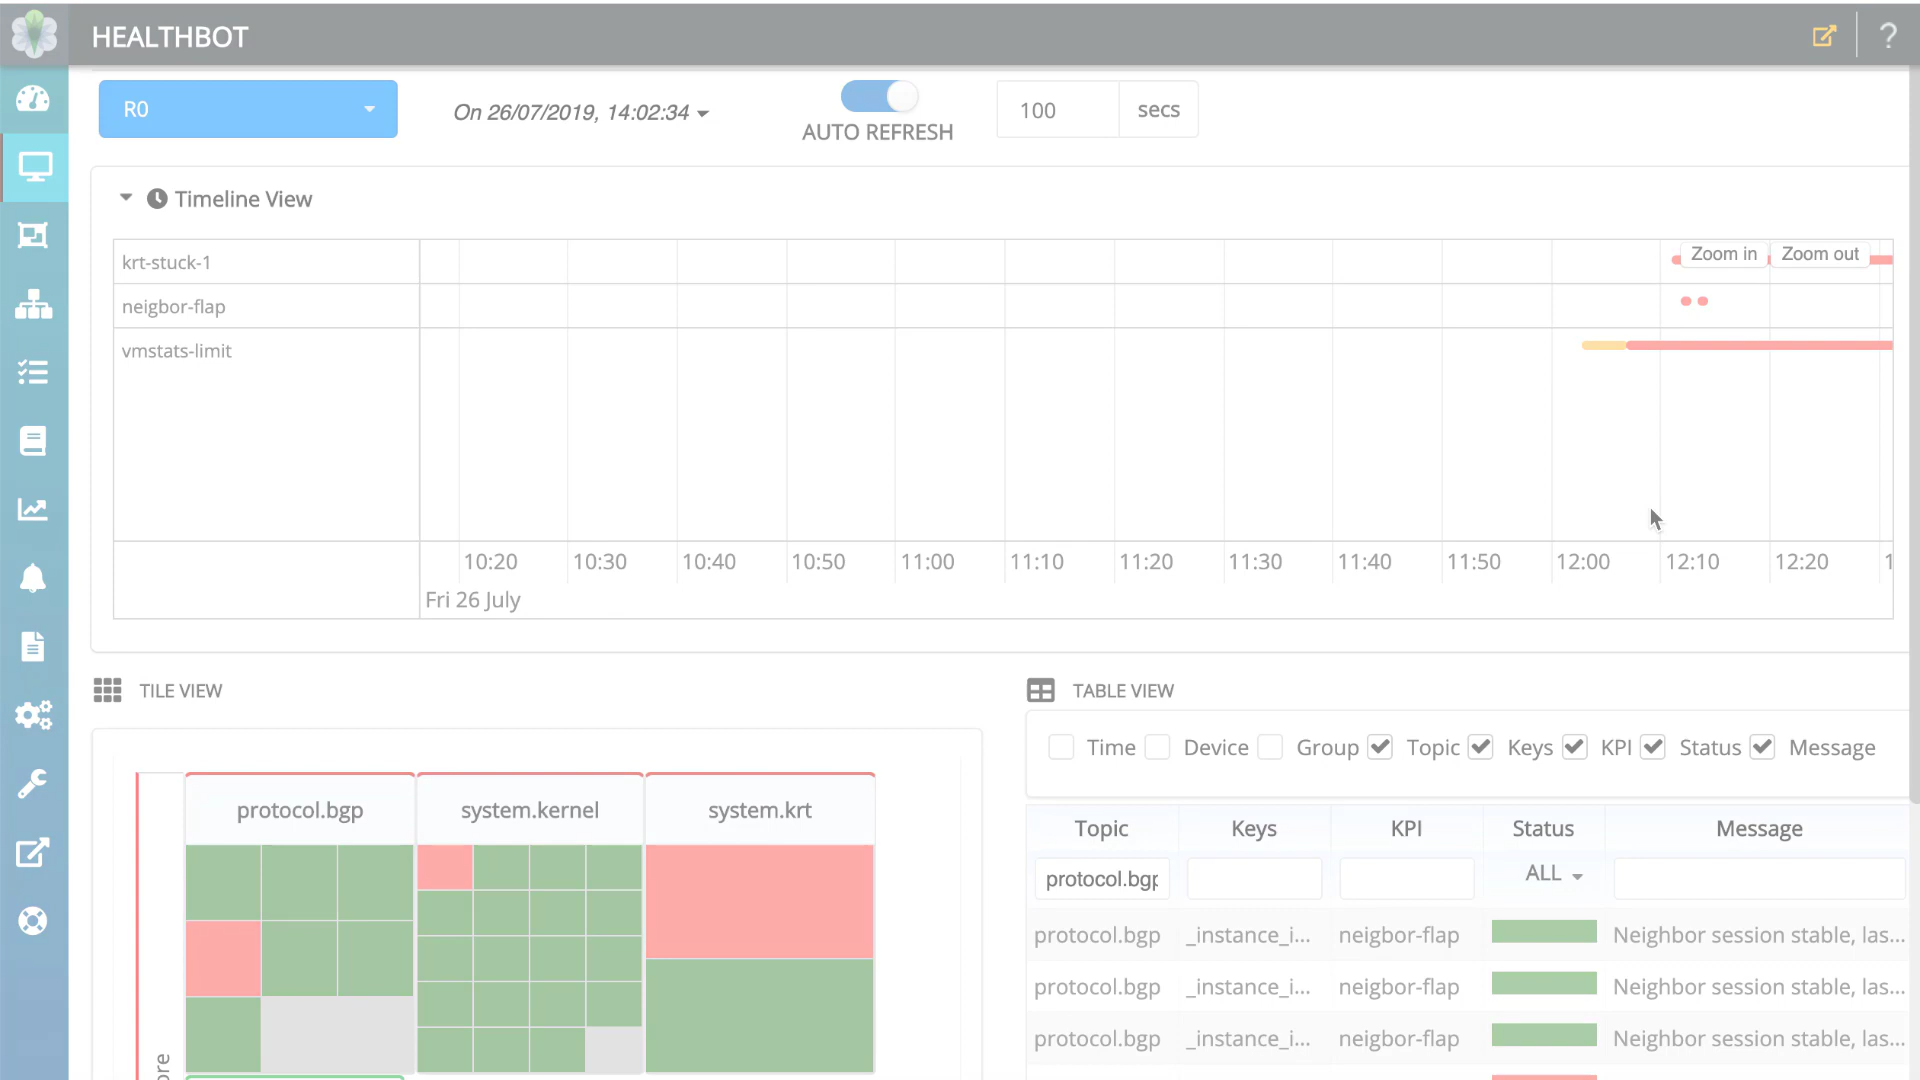 HEALTHBOT
?
R0
On 26/07/2019, 14:02:34
AUTO REFRESH
100 secs
Timeline View
krt-stuck-1
Zoom in Zoom out
neigbor-flap
vmstats-limit
10:20 10:30 10:40 10:50 11:00 11:10 11:20 11:30 11:40 11:50 12:00 12:10 12:20 1
Fri 26 July
TILE VIEW
protocol.bgp system.kernel system.krt
ore
TABLE VIEW
Time Device Group Topic Keys KPI Status Message
Topic Keys KPI Status Message
protocol.bgp ALL
protocol.bgp _instance_i... neigbor-flap Neighbor session stable, las...
protocol.bgp _instance_i... neigbor-flap Neighbor session stable, las...
protocol.bgp _instance_i... neigbor-flap Neighbor session stable, las...